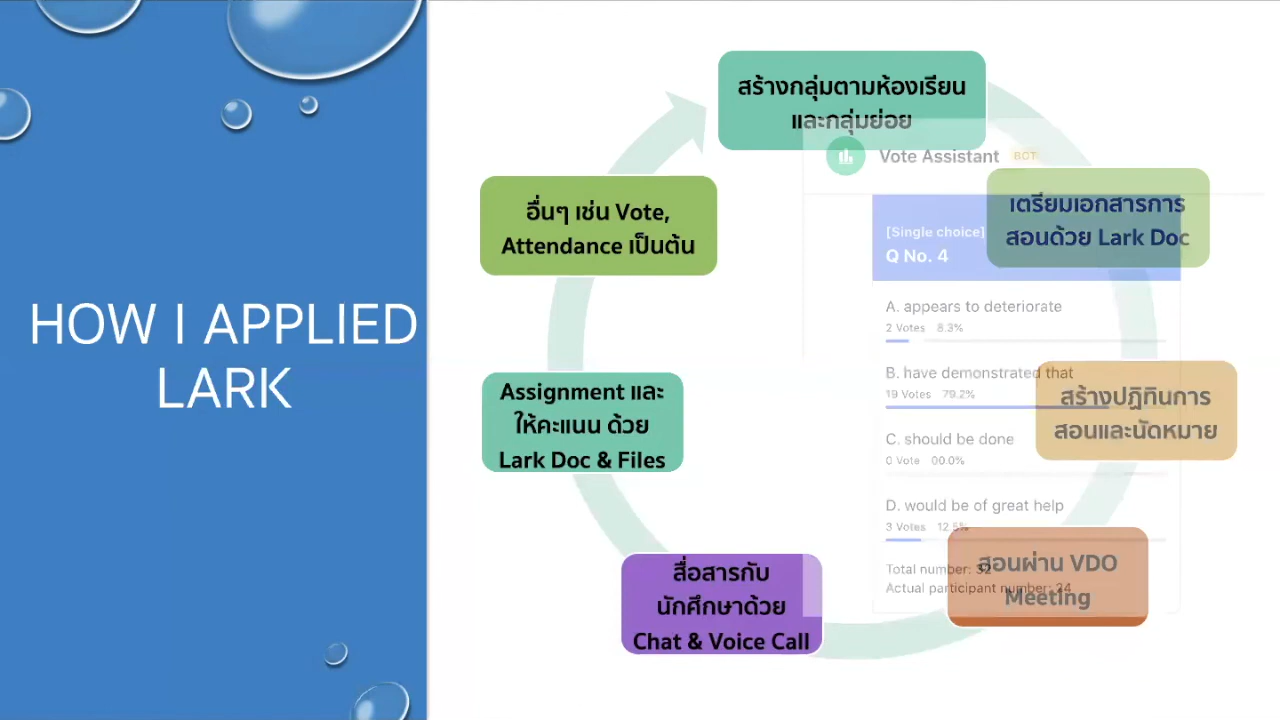 HOW I APPLIED
LARK
สร้างกลุ่มตามห้องเรียน
และกลุ่มย่อย
เตรียมเอกสารการ
สอนด้วย Lark Doc
สร้างปฏิทินการ
สอนและนัดหมาย
สอนผ่าน VDO
Meeting
สื่อสารกับ
นักศึกษาด้วย
Chat & Voice Call
Assignment และ
ให้คะแนน ด้วย
Lark Doc & Files
อื่นๆ เช่น Vote,
Attendance เป็นต้น
Vote Assistant BOT
[Single choice]
Q No. 4
A. appears to deteriorate
2 Votes 8.3%
B. have demonstrated that
19 Votes 79.2%
C. should be done
0 Vote 00.0%
D. would be of great help
3 Votes 12.5%
Total number: 32
Actual participant number: 24